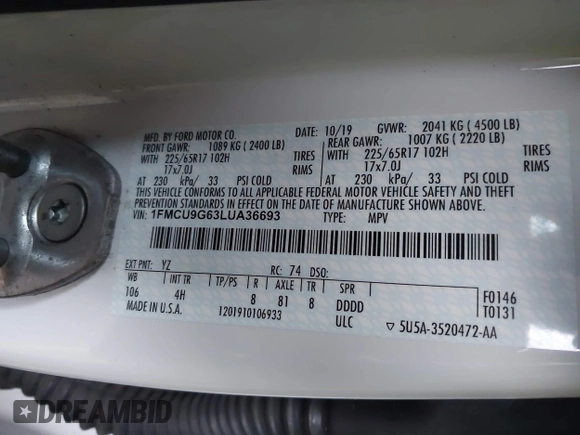 MFD. BY FORD MOTOR CO. 10/19 GVWR: 2041 KG (4500 LB)
FRONT GAWR: 1089 KG (2400 LB) REAR GAWR: 1007 KG (2220 LB)
WITH 225/65R17 102H TIRES WITH 225/65R17 102H TIRES
17x7.0J RIMS 17x7.0J RIMS
AT 230 kPa/ 33 PSI COLD AT 230 kPa/ 33 PSI COLD
THIS VEHICLE CONFORMS TO ALL APPLICABLE FEDERAL MOTOR VEHICLE SAFETY AND THEFT
PREVENTION STANDARDS IN EFFECT ON THE DATE OF MANUFACTURE SHOWN ABOVE.
VIN: 1FMCU9G63LUA36693 TYPE: MPV
EXT PNT: YZ RC: 74 DSO:
WB INT TR TP/PS R AXLE TR SPR
106 4H 8 81 8 DDDD F0146
MADE IN U.S.A. 1201910106933 ULC T0131
▽ 5U5A-3520472-AA
DREAMBID